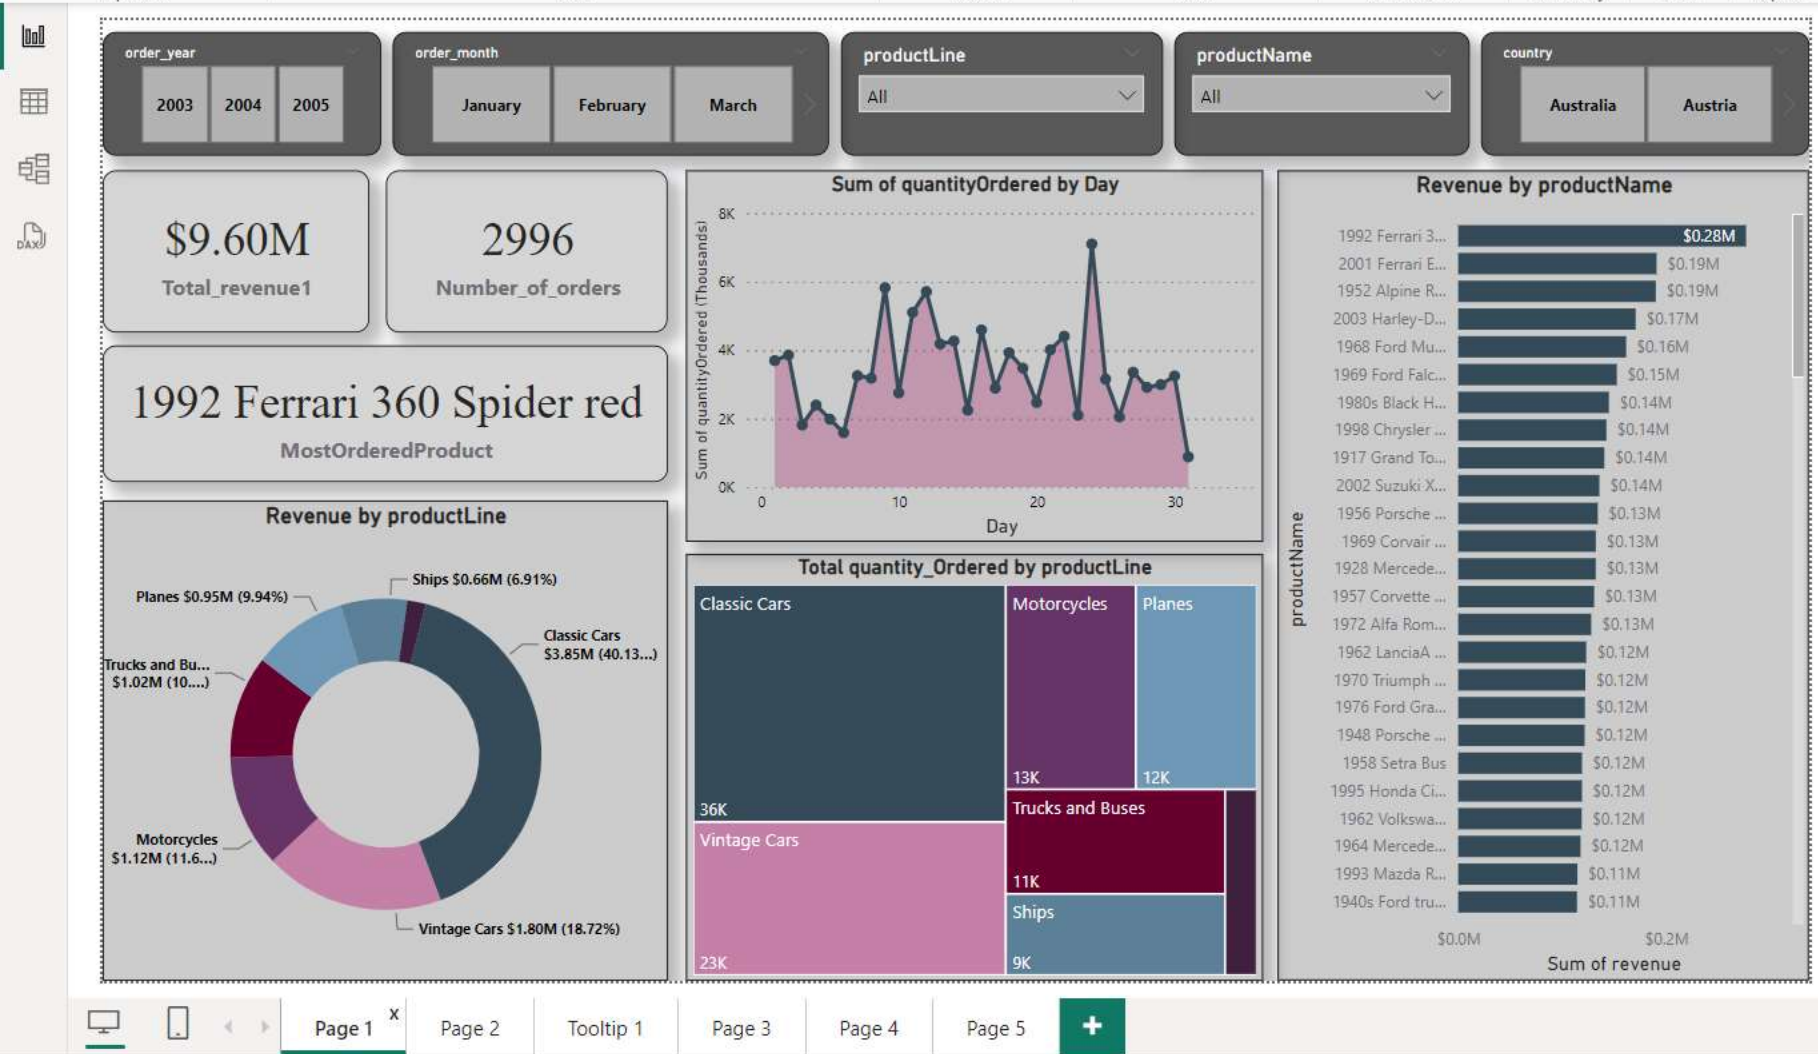 order_year
2003
2004
2005
order_month
January
February
March
productLine
All
productName
All
country
Australia
Austria
DAX
$9.60M
Total_revenue1
2996
Number_of_orders
1992 Ferrari 360 Spider red
MostOrderedProduct
Sum of quantityOrdered by Day
Sum of quantityOrdered (Thousands)
8K
6K
4K
2K
0K
0
10
20
30
Day
Revenue by productLine
Ships $0.66M (6.91%)
Planes $0.95M (9.94%)
Classic Cars
$3.85M (40.13...)
Trucks and Bu...
$1.02M (10....)
Motorcycles
$1.12M (11.6...)
Vintage Cars $1.80M (18.72%)
Total quantity_Ordered by productLine
Classic Cars
36K
Vintage Cars
23K
Motorcycles
13K
Planes
12K
Trucks and Buses
11K
Ships
9K
Revenue by productName
productName
1992 Ferrari 3... $0.28M
2001 Ferrari E... $0.19M
1952 Alpine R... $0.19M
2003 Harley-D... $0.17M
1968 Ford Mu... $0.16M
1969 Ford Falc... $0.15M
1980s Black H... $0.14M
1998 Chrysler ... $0.14M
1917 Grand To... $0.14M
2002 Suzuki X... $0.14M
1956 Porsche ... $0.13M
1969 Corvair ... $0.13M
1928 Mercede... $0.13M
1957 Corvette ... $0.13M
1972 Alfa Rom... $0.13M
1962 LanciaA ... $0.12M
1970 Triumph ... $0.12M
1976 Ford Gra... $0.12M
1948 Porsche ... $0.12M
1958 Setra Bus $0.12M
1995 Honda Ci... $0.12M
1962 Volkswa... $0.12M
1964 Mercede... $0.12M
1993 Mazda R... $0.11M
1940s Ford tru... $0.11M
$0.0M
$0.2M
Sum of revenue
Page 1 x
Page 2
Tooltip 1
Page 3
Page 4
Page 5
+